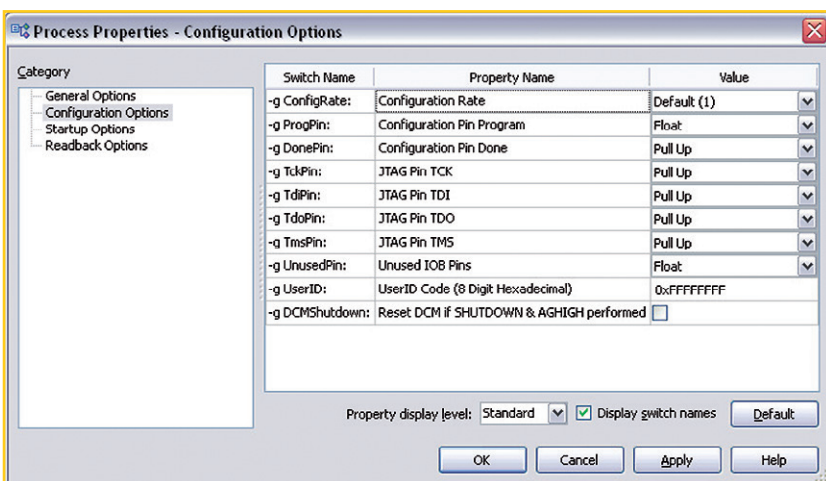 Process Properties - Configuration Options
Category
General Options
Configuration Options
Startup Options
Readback Options
Switch Name Property Name Value
-g ConfigRate: Configuration Rate Default (1)
-g ProgPin: Configuration Pin Program Float
-g DonePin: Configuration Pin Done Pull Up
-g TckPin: JTAG Pin TCK Pull Up
-g TdiPin: JTAG Pin TDI Pull Up
-g TdoPin: JTAG Pin TDO Pull Up
-g TmsPin: JTAG Pin TMS Pull Up
-g UnusedPin: Unused IOB Pins Float
-g UserID: UserID Code (8 Digit Hexadecimal) 0xFFFFFFFF
-g DCMShutdown: Reset DCM if SHUTDOWN & AGHIGH performed
Property display level: Standard Display switch names Default
OK Cancel Apply Help